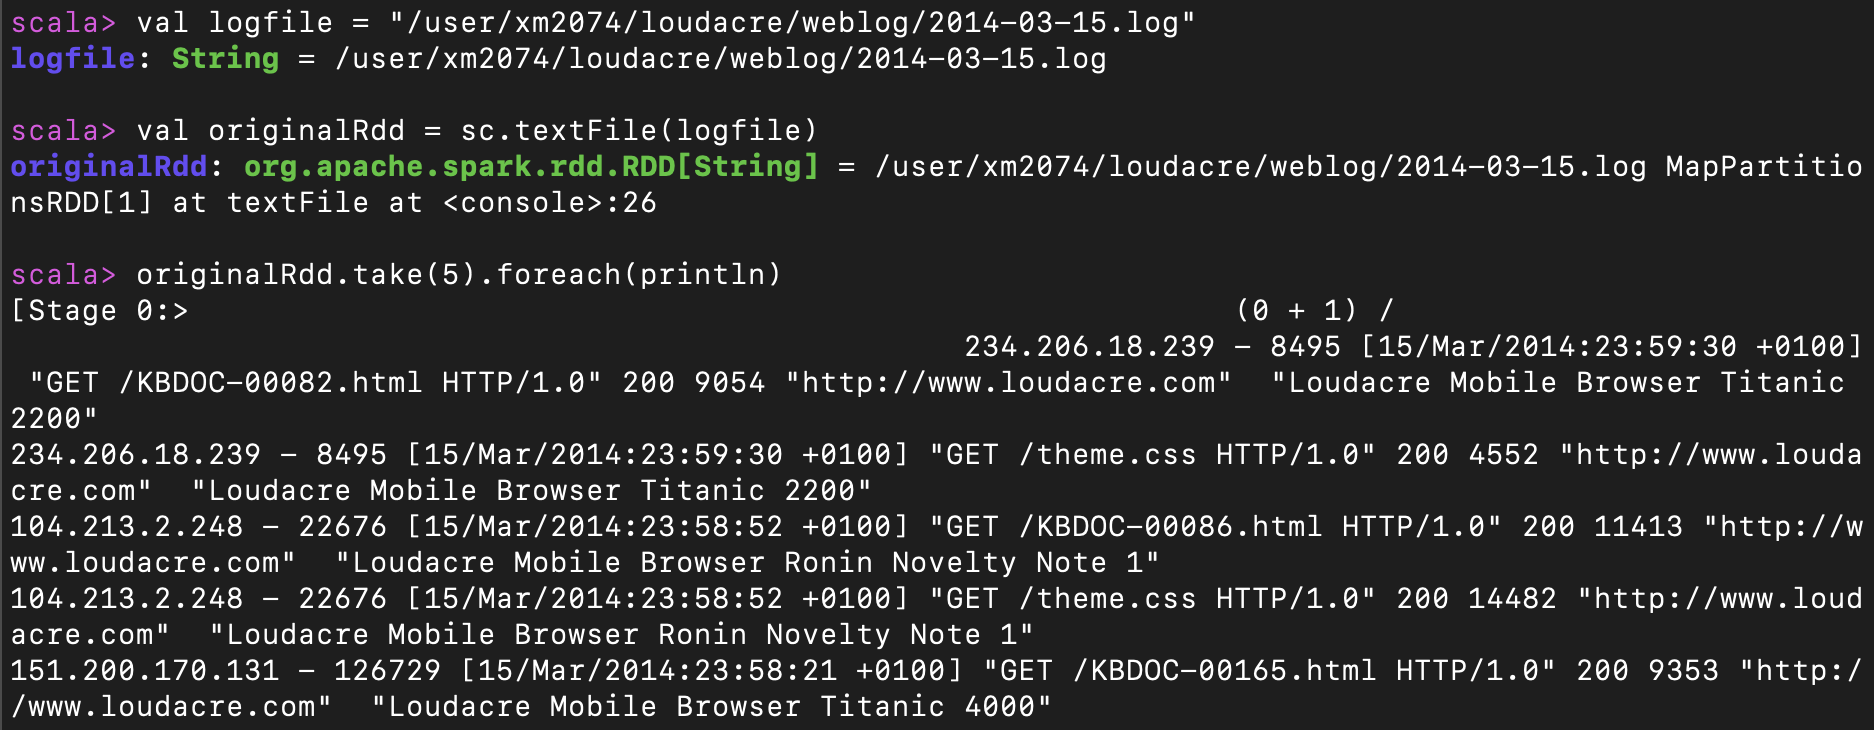 scala> val logfile = "/user/xm2074/loudacre/weblog/2014-03-15.log"
logfile: String = /user/xm2074/loudacre/weblog/2014-03-15.log
scala> val originalRdd = sc.textFile(logfile)
originalRdd: org.apache.spark.rdd.RDD[String] = /user/xm2074/loudacre/weblog/2014-03-15.log MapPartitio
nsRDD[1] at textFile at <console>:26
scala> originalRdd.take(5).foreach(println)
[Stage 0:> (0 + 1) /
234.206.18.239 - 8495 [15/Mar/2014:23:59:30 +0100]
"GET /KBDOC-00082.html HTTP/1.0" 200 9054 "http://www.loudacre.com"  "Loudacre Mobile Browser Titanic
2200"
234.206.18.239 - 8495 [15/Mar/2014:23:59:30 +0100] "GET /theme.css HTTP/1.0" 200 4552 "http://www.louda
cre.com"  "Loudacre Mobile Browser Titanic 2200"
104.213.2.248 - 22676 [15/Mar/2014:23:58:52 +0100] "GET /KBDOC-00086.html HTTP/1.0" 200 11413 "http://w
ww.loudacre.com"  "Loudacre Mobile Browser Ronin Novelty Note 1"
104.213.2.248 - 22676 [15/Mar/2014:23:58:52 +0100] "GET /theme.css HTTP/1.0" 200 14482 "http://www.loud
acre.com"  "Loudacre Mobile Browser Ronin Novelty Note 1"
151.200.170.131 - 126729 [15/Mar/2014:23:58:21 +0100] "GET /KBDOC-00165.html HTTP/1.0" 200 9353 "http:/
/www.loudacre.com"  "Loudacre Mobile Browser Titanic 4000"